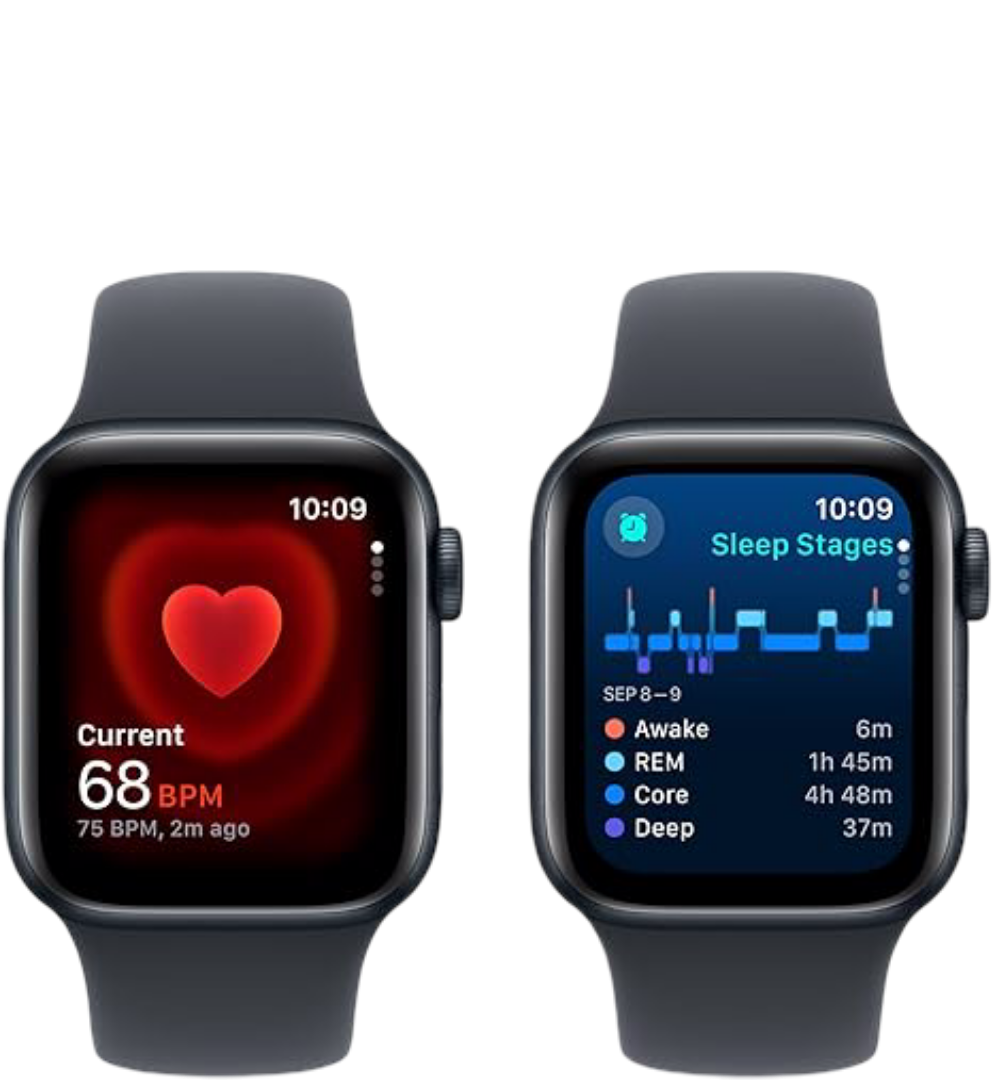 10:09
Current
68 BPM
75 BPM, 2m ago
10:09
Sleep Stages
SEP 8–9
Awake 6m
REM 1h 45m
Core 4h 48m
Deep 37m